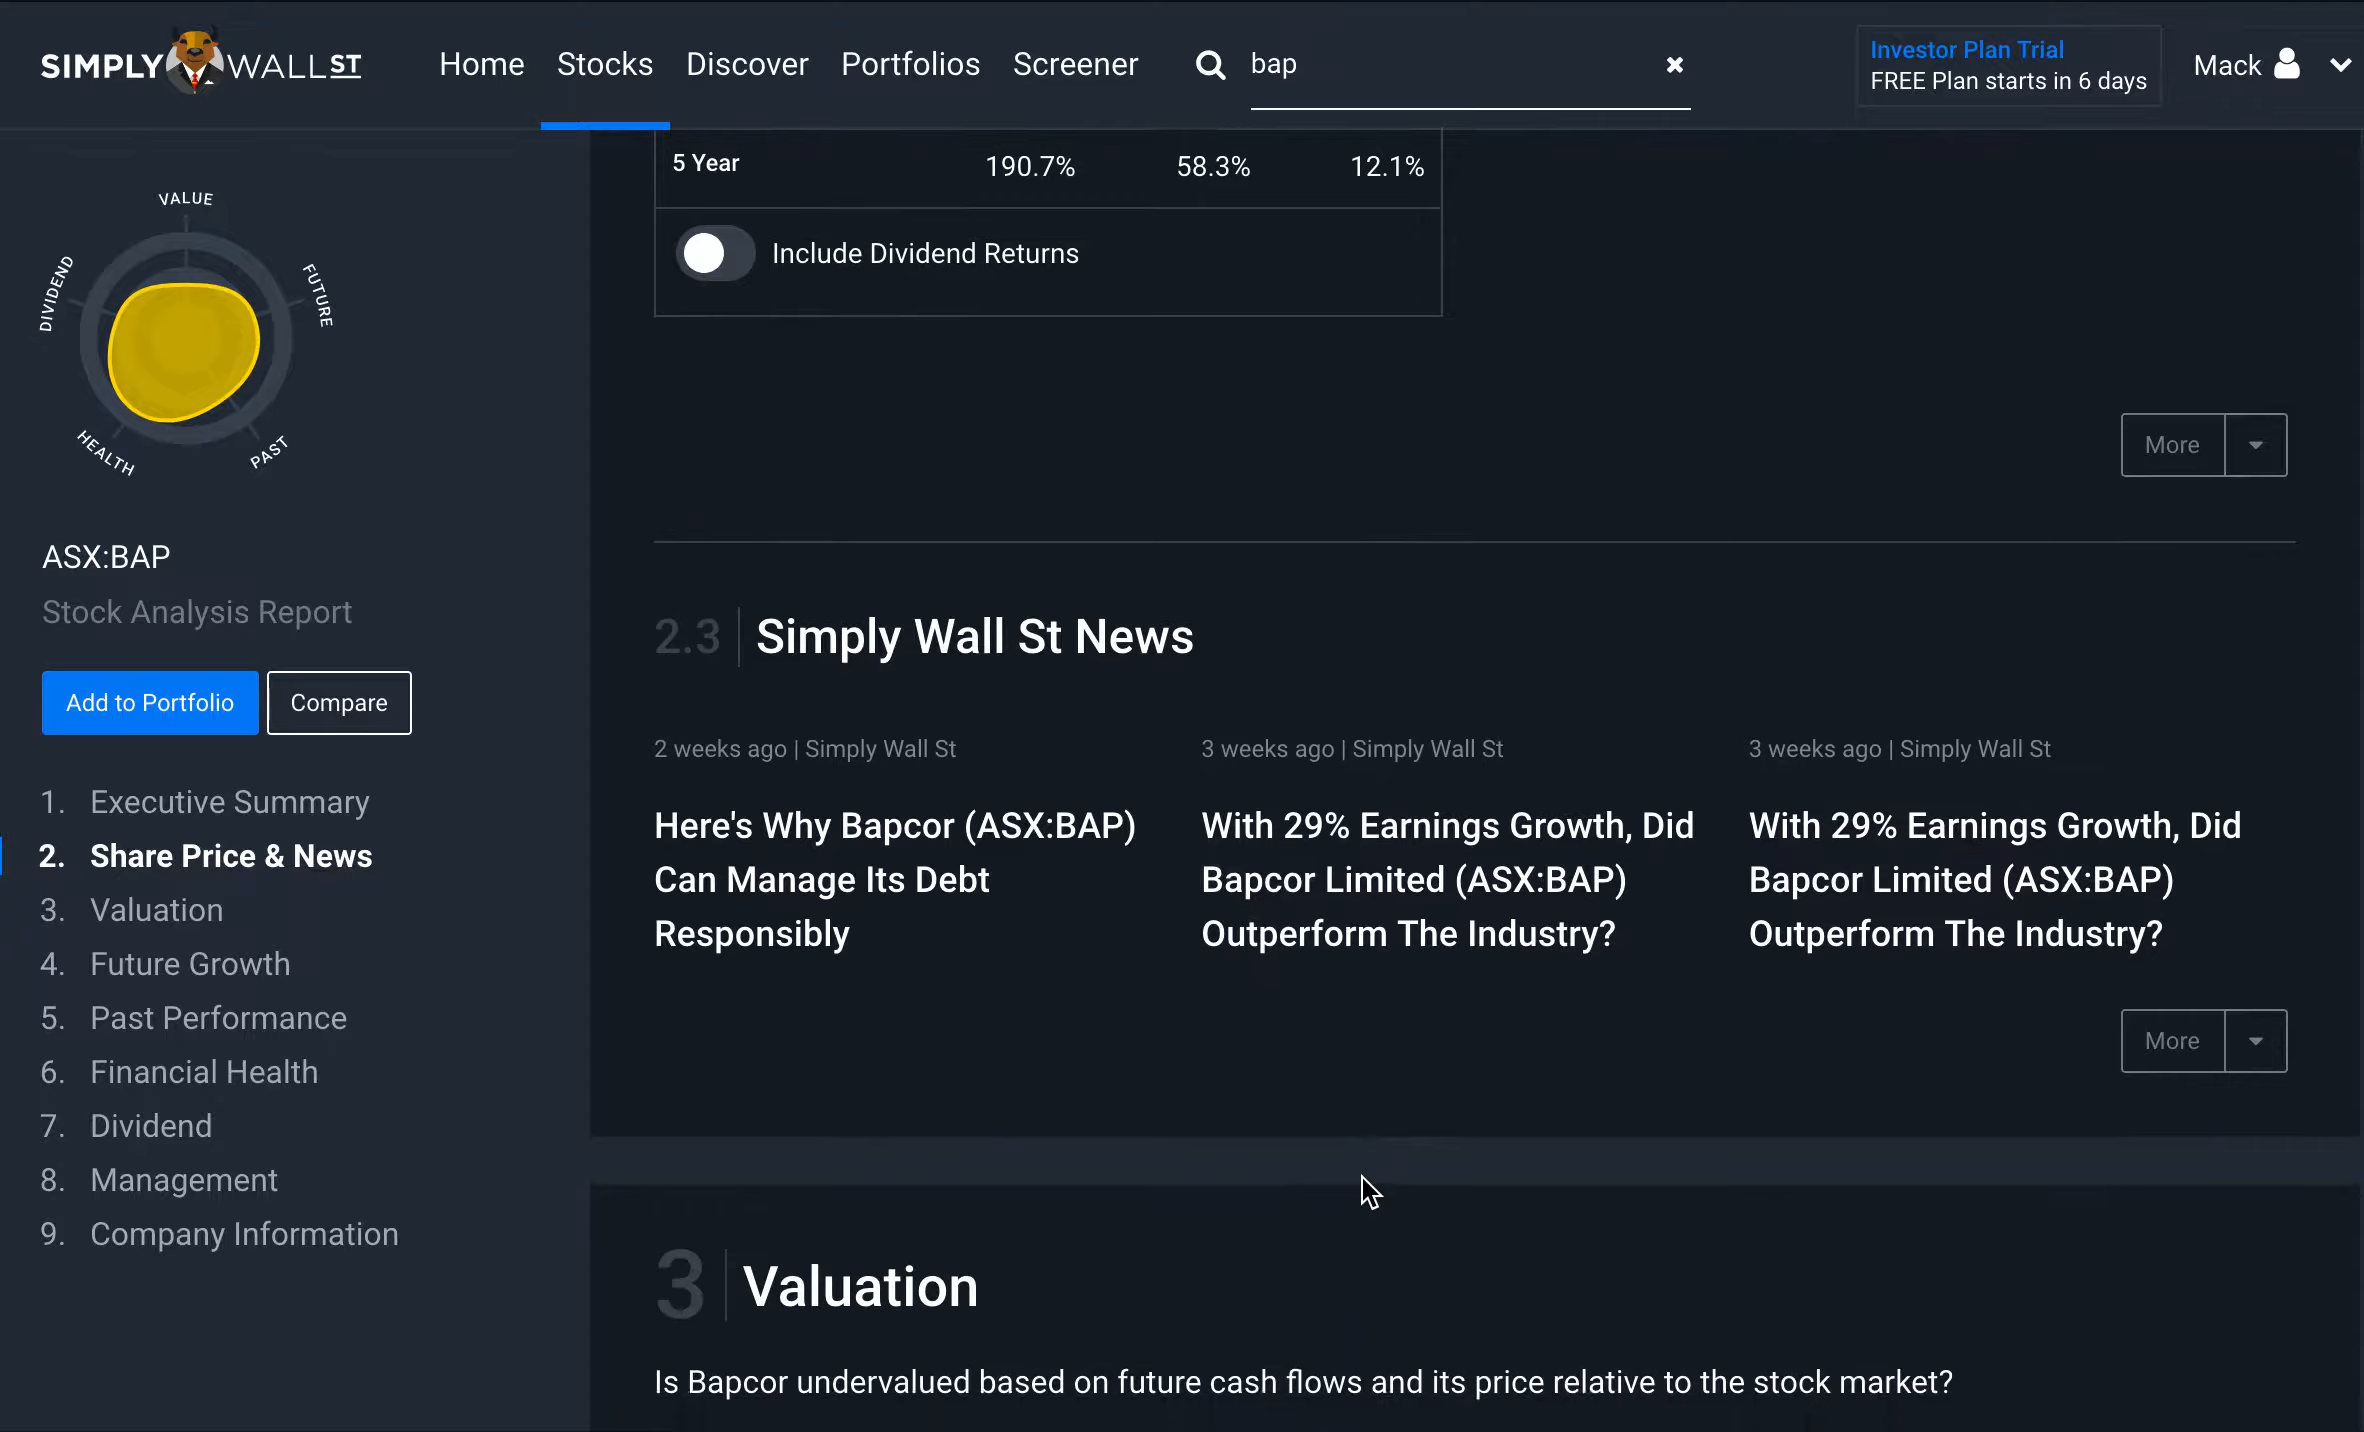 SIMPLY WALL ST
Home
Stocks
Discover
Portfolios
Screener
bap
Investor Plan Trial
FREE Plan starts in 6 days
Mack
VALUE
FUTURE
PAST
HEALTH
DIVIDEND
ASX:BAP
Stock Analysis Report
Add to Portfolio
Compare
1. Executive Summary
2. Share Price & News
3. Valuation
4. Future Growth
5. Past Performance
6. Financial Health
7. Dividend
8. Management
9. Company Information
5 Year 190.7% 58.3% 12.1%
Include Dividend Returns
More
2.3 Simply Wall St News
2 weeks ago | Simply Wall St
Here's Why Bapcor (ASX:BAP)
Can Manage Its Debt
Responsibly
3 weeks ago | Simply Wall St
With 29% Earnings Growth, Did
Bapcor Limited (ASX:BAP)
Outperform The Industry?
3 weeks ago | Simply Wall St
With 29% Earnings Growth, Did
Bapcor Limited (ASX:BAP)
Outperform The Industry?
More
3 Valuation
Is Bapcor undervalued based on future cash flows and its price relative to the stock market?